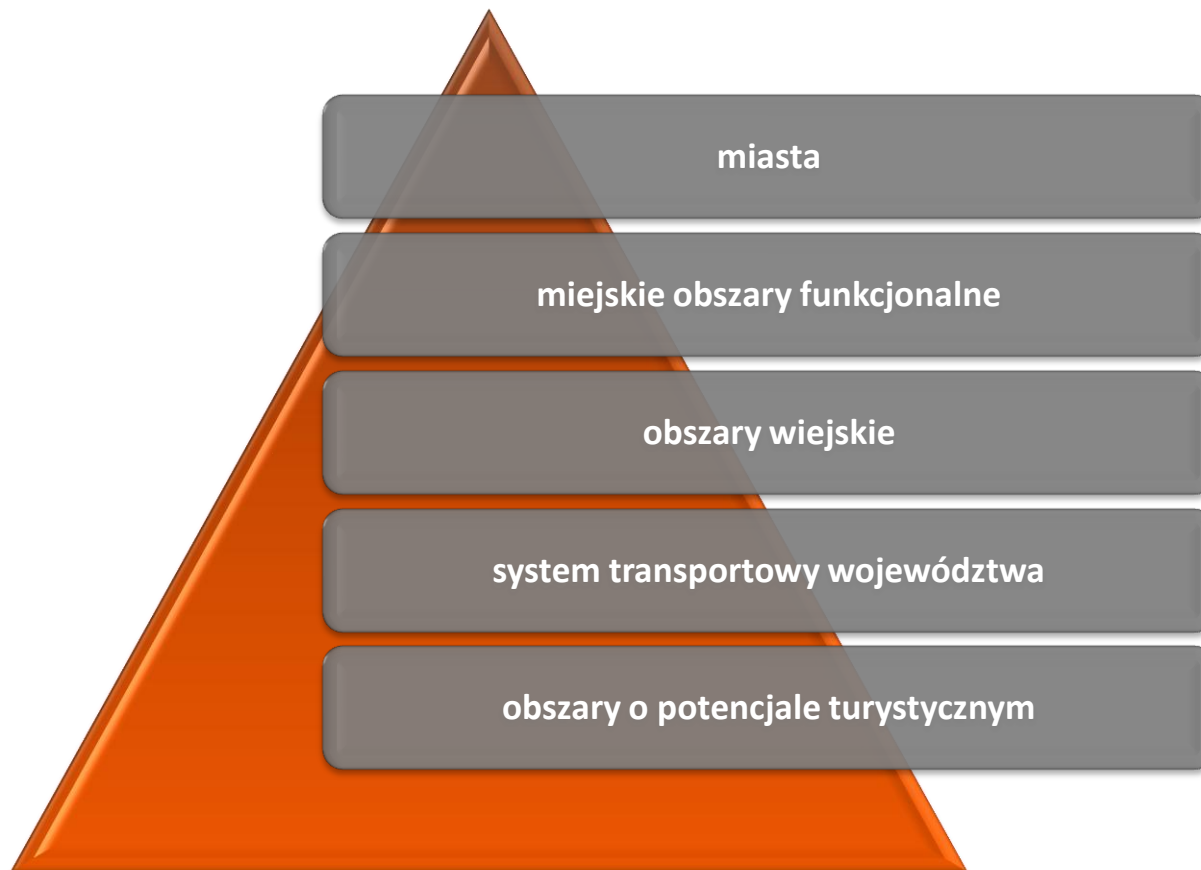 miasta
miejskie obszary funkcjonalne
obszary wiejskie
system transportowy województwa
obszary o potencjale turystycznym